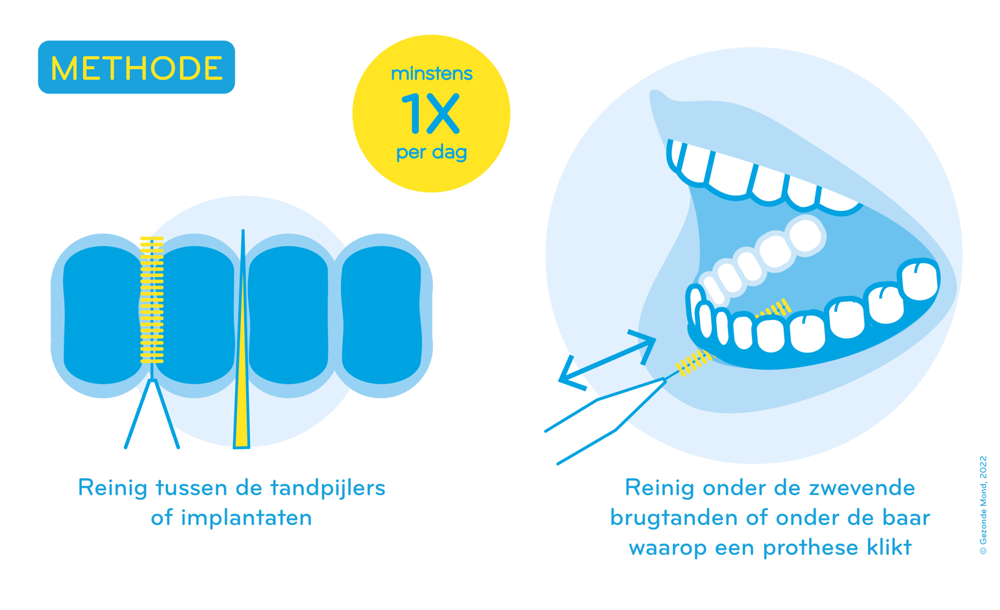 METHODE
minstens
1X
per dag
Reinig tussen de tandpijlers
of implantaten
Reinig onder de zwevende
brugtanden of onder de baar
waarop een prothese klikt
© Gezonde Mond, 2022